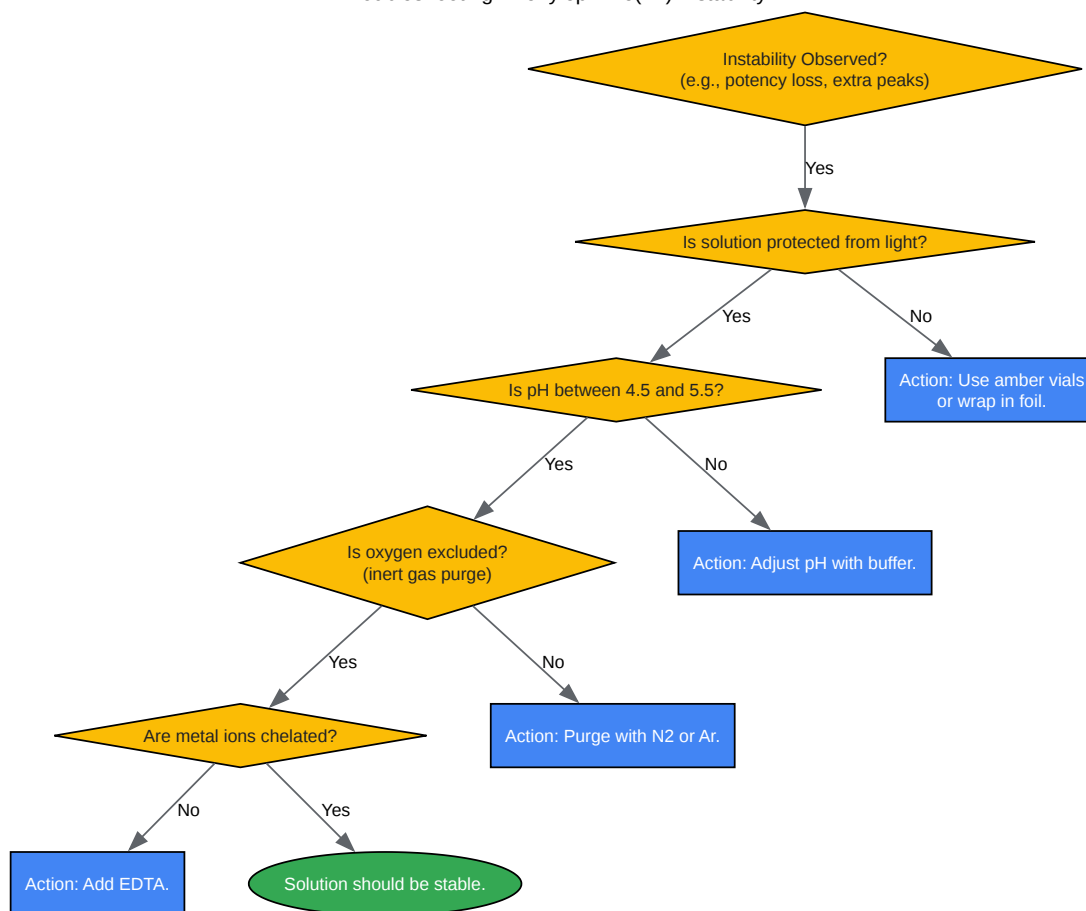 Instability Observed?
(e.g., potency loss, extra peaks)
Yes
Is solution protected from light?
Yes
No
Is pH between 4.5 and 5.5?
Action: Use amber vials
or wrap in foil.
Yes
No
Is oxygen excluded?
(inert gas purge)
Action: Adjust pH with buffer.
Yes
No
Are metal ions chelated?
Action: Purge with N2 or Ar.
No
Yes
Action: Add EDTA.
Solution should be stable.